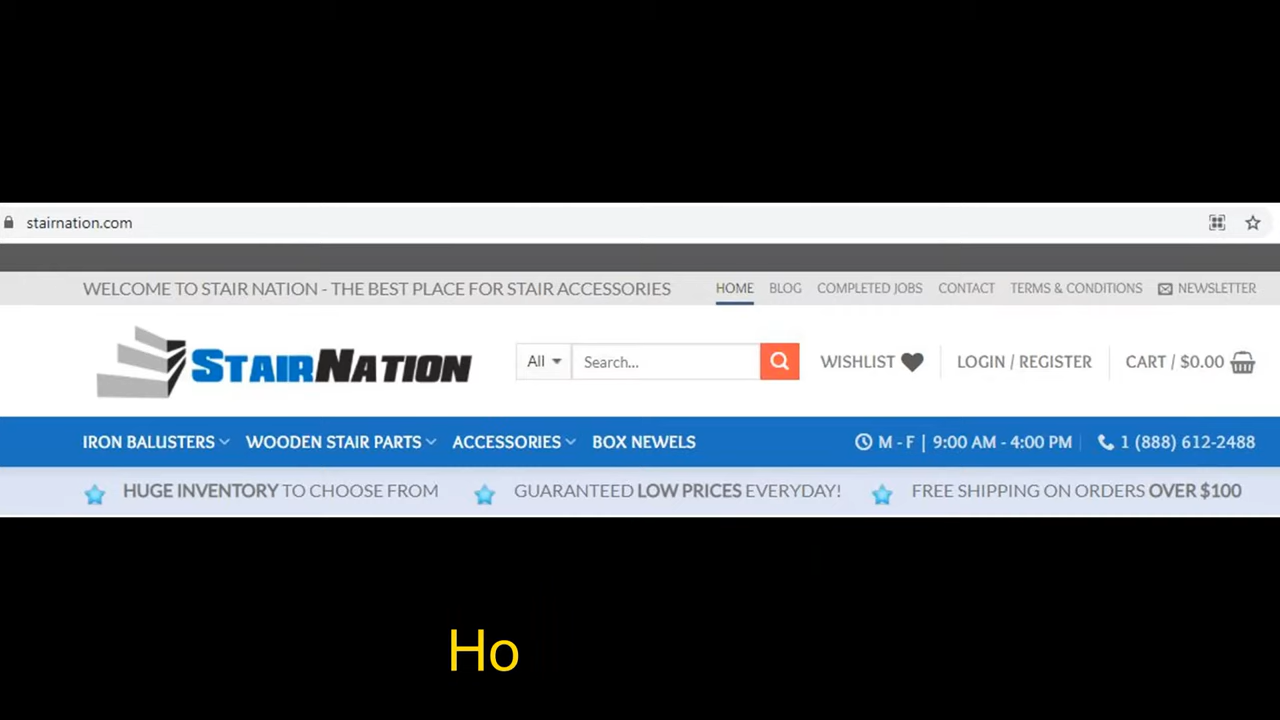 stairnation.com
WELCOME TO STAIR NATION - THE BEST PLACE FOR STAIR ACCESSORIES HOME BLOG COMPLETED JOBS CONTACT TERMS & CONDITIONS NEWSLETTER
STAIRNATION All Search... WISHLIST LOGIN / REGISTER CART / $0.00
IRON BALUSTERS WOODEN STAIR PARTS ACCESSORIES BOX NEWELS M - F | 9:00 AM - 4:00 PM 1 (888) 612-2488
HUGE INVENTORY TO CHOOSE FROM GUARANTEED LOW PRICES EVERYDAY! FREE SHIPPING ON ORDERS OVER $100
Ho